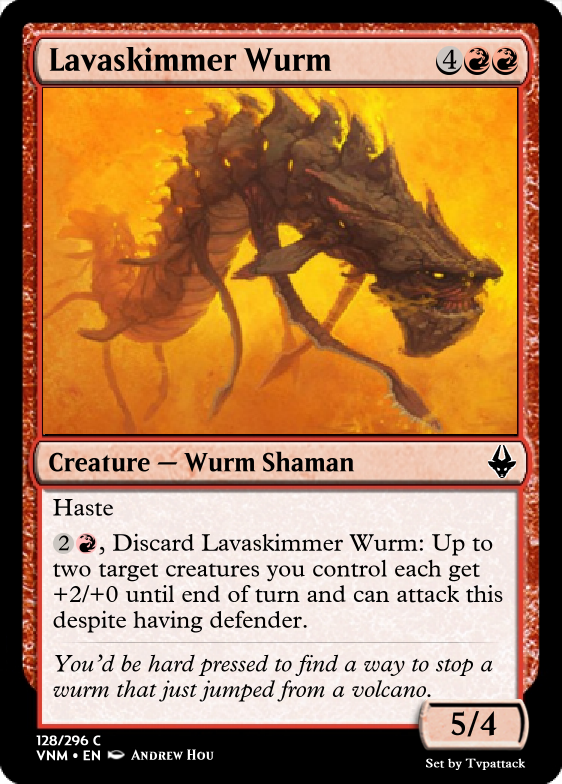 Lavaskimmer Wurm
4
Creature — Wurm Shaman
Haste
2, Discard Lavaskimmer Wurm: Up to
two target creatures you control each get
+2/+0 until end of turn and can attack this
despite having defender.
You'd be hard pressed to find a way to stop a
wurm that just jumped from a volcano.
5/4
128/296 C
VNM • EN Andrew Hou
Set by Tvpattack